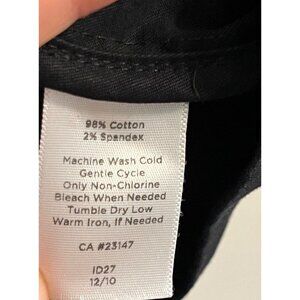 98% Cotton
2% Spandex
Machine Wash Cold
Gentle Cycle
Only Non-Chlorine
Bleach When Needed
Tumble Dry Low
Warm Iron, If Needed
CA #23147
ID27
12/10